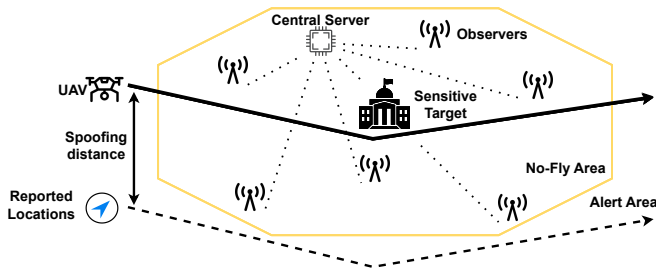 Central Server
Observers
UAV
Sensitive
Target
Spoofing
distance
No-Fly Area
Reported
Locations
Alert Area